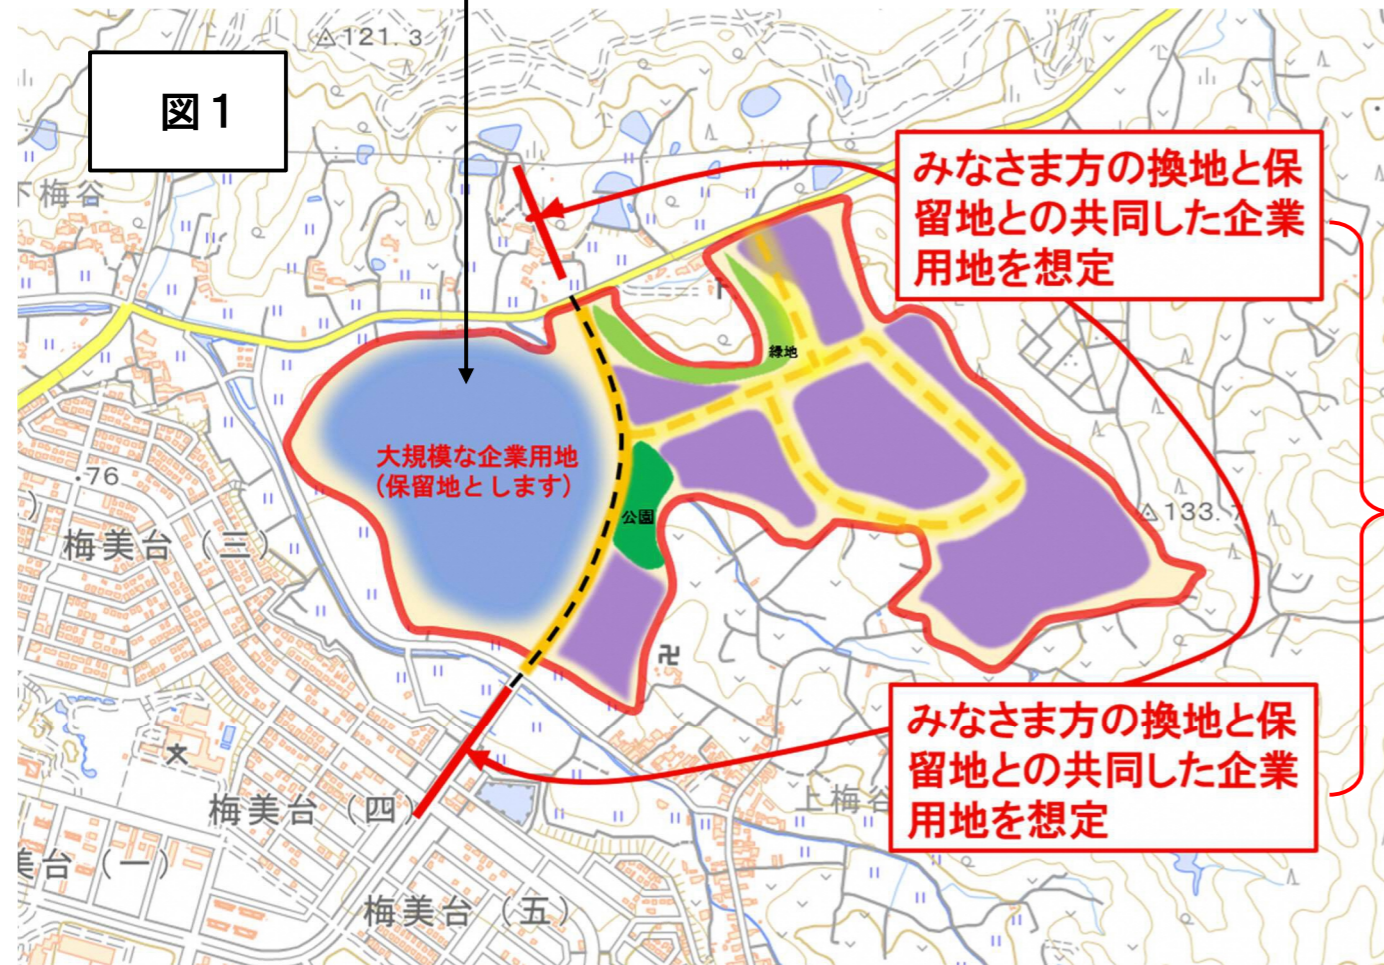 121.3
図1
下梅谷
みなさま方の換地と保
留地との共同した企業
用地を想定
緑地
大規模な企業用地
(保留地とします)
76
公園
133.7
梅美台(三)
卍
みなさま方の換地と保
留地との共同した企業
用地を想定
文
梅美台(四)
上梅谷
美台(一)
梅美台(五)